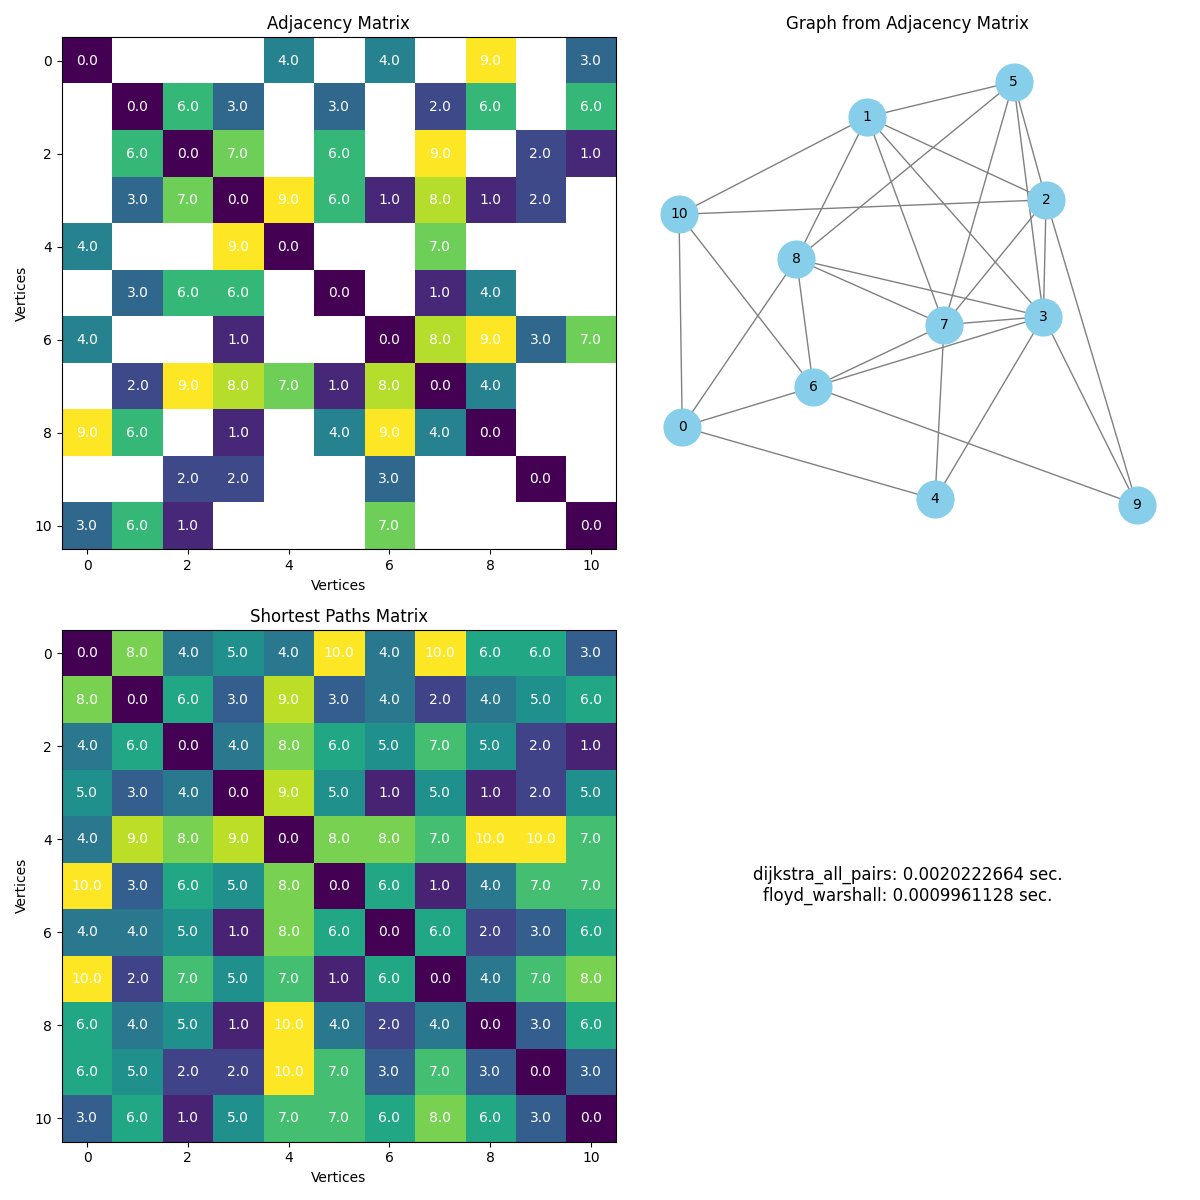 Adjacency Matrix
0 0.0 4.0 4.0 9.0 3.0
0.0 6.0 3.0 3.0 2.0 6.0 6.0
2 6.0 0.0 7.0 6.0 9.0 2.0 1.0
3.0 7.0 0.0 9.0 6.0 1.0 8.0 1.0 2.0
4 4.0 9.0 0.0 7.0
3.0 6.0 6.0 0.0 1.0 4.0
6 4.0 1.0 0.0 8.0 9.0 3.0 7.0
2.0 9.0 8.0 7.0 1.0 8.0 0.0 4.0
8 9.0 6.0 1.0 4.0 9.0 4.0 0.0
2.0 2.0 3.0 0.0
10 3.0 6.0 1.0 7.0 0.0
0 2 4 6 8 10
Vertices
Vertices
Graph from Adjacency Matrix
5
1
2
10
8
3
7
6
0
4
9
Shortest Paths Matrix
0 0.0 8.0 4.0 5.0 4.0 10.0 4.0 10.0 6.0 6.0 3.0
8.0 0.0 6.0 3.0 9.0 3.0 4.0 2.0 4.0 5.0 6.0
2 4.0 6.0 0.0 4.0 8.0 6.0 5.0 7.0 5.0 2.0 1.0
5.0 3.0 4.0 0.0 9.0 5.0 1.0 5.0 1.0 2.0 5.0
4 4.0 9.0 8.0 9.0 0.0 8.0 8.0 7.0 10.0 10.0 7.0
10.0 3.0 6.0 5.0 8.0 0.0 6.0 1.0 4.0 7.0 7.0
6 4.0 4.0 5.0 1.0 8.0 6.0 0.0 6.0 2.0 3.0 6.0
10.0 2.0 7.0 5.0 7.0 1.0 6.0 0.0 4.0 7.0 8.0
8 6.0 4.0 5.0 1.0 10.0 4.0 2.0 4.0 0.0 3.0 6.0
6.0 5.0 2.0 2.0 10.0 7.0 3.0 7.0 3.0 0.0 3.0
10 3.0 6.0 1.0 5.0 7.0 7.0 6.0 8.0 6.0 3.0 0.0
0 2 4 6 8 10
Vertices
Vertices
dijkstra_all_pairs: 0.0020222664 sec.
floyd_warshall: 0.0009961128 sec.